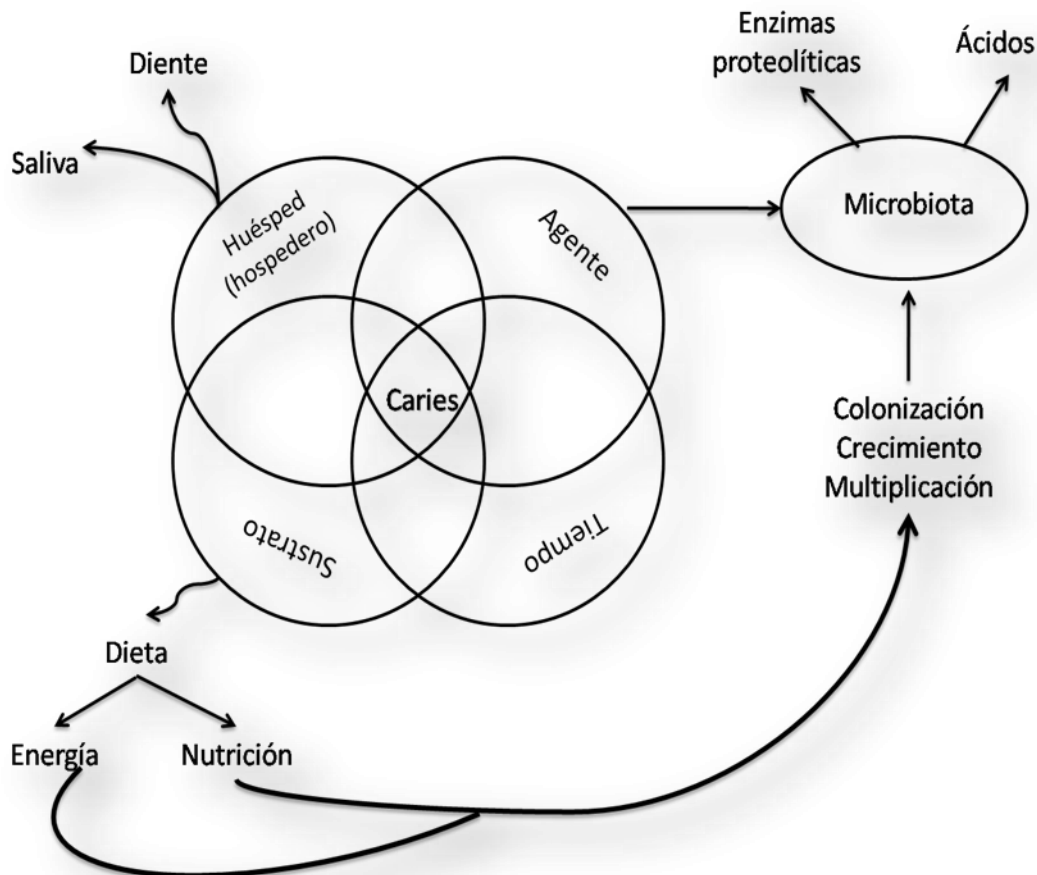 Enzimas
proteolíticas
Ácidos
Diente
Saliva
Huésped
(hospedero)
Agente
Microbiota
Caries
Colonización
Crecimiento
Multiplicación
Sustrato
Tiempo
Dieta
Energía
Nutrición